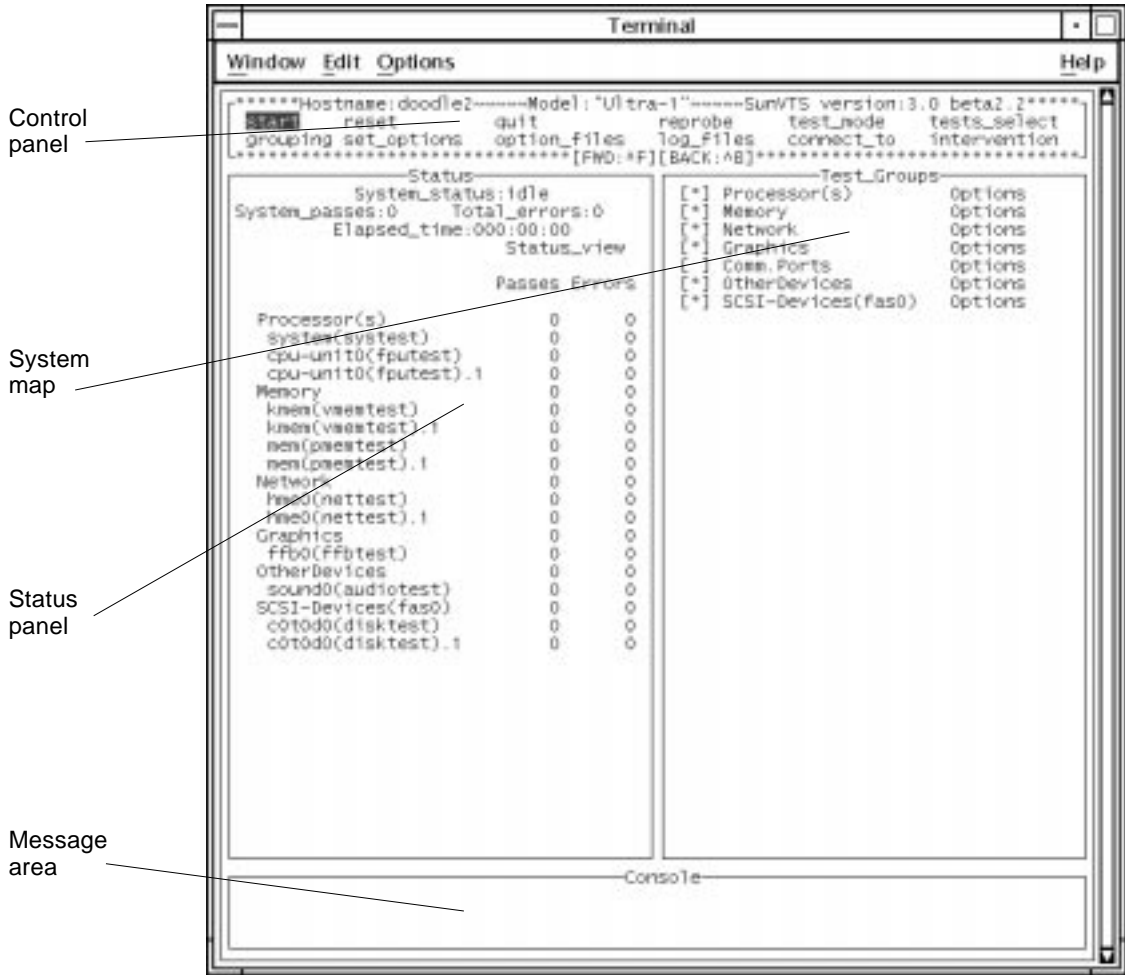 Terminal
Window Edit Options Help
Control
panel
******Hostname:doodle2~~~~~~Model:"Ultra-1"~~~~~~SunVTS version:3.0 beta2.2*****
start reset quit reprobe test_mode tests_select
grouping set_options option_files log_files connect_to intervention
[FWD:^F][BACK:^B]
Status
System_status:idle
System_passes:0 Total_errors:0
Elapsed_time:000:00:00
Status_view
Passes Errors
Processor(s) 0 0
system(systest) 0 0
cpu-unit0(fputest) 0 0
cpu-unit0(fputest).1 0 0
Memory 0 0
kmem(vmemtest) 0 0
kmem(vmemtest).1 0 0
mem(pmemtest) 0 0
mem(pmemtest).1 0 0
Network 0 0
hme0(nettest) 0 0
hme0(nettest).1 0 0
Graphics 0 0
ffb0(ffbtest) 0 0
OtherDevices 0 0
sound0(audiotest) 0 0
SCSI-Devices(fas0) 0 0
c0t0d0(disktest) 0 0
c0t0d0(disktest).1 0 0
Test_Groups
[*] Processor(s) Options
[*] Memory Options
[*] Network Options
[*] Graphics Options
[ ] Comm.Ports Options
[*] OtherDevices Options
[*] SCSI-Devices(fas0) Options
System
map
Status
panel
Message
area
Console